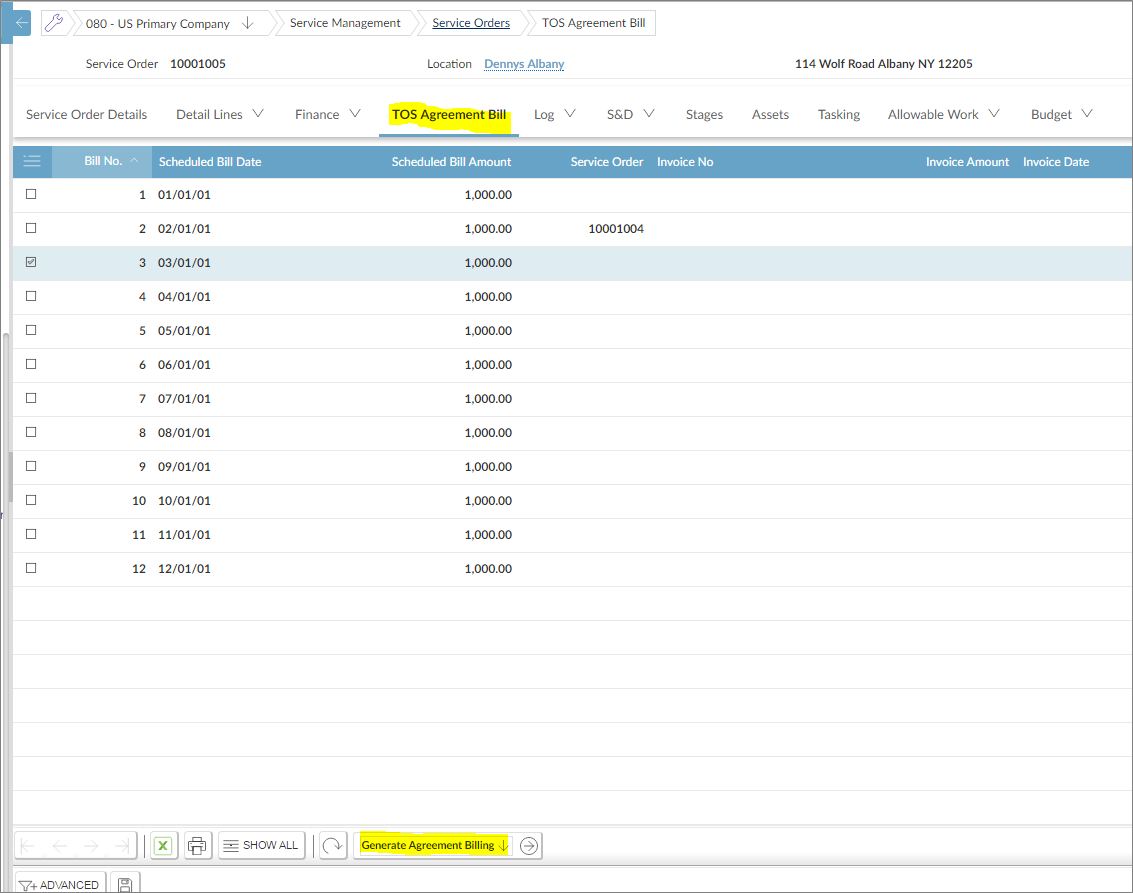 080 - US Primary Company Service Management Service Orders TOS Agreement Bill
Service Order 10001005 Location Dennys Albany 114 Wolf Road Albany NY 12205
Service Order Details Detail Lines Finance TOS Agreement Bill Log S&D Stages Assets Tasking Allowable Work Budget
Bill No. Scheduled Bill Date Scheduled Bill Amount Service Order Invoice No Invoice Amount Invoice Date
1 01/01/01 1,000.00
2 02/01/01 1,000.00 10001004
3 03/01/01 1,000.00
4 04/01/01 1,000.00
5 05/01/01 1,000.00
6 06/01/01 1,000.00
7 07/01/01 1,000.00
8 08/01/01 1,000.00
9 09/01/01 1,000.00
10 10/01/01 1,000.00
11 11/01/01 1,000.00
12 12/01/01 1,000.00
SHOW ALL Generate Agreement Billing
ADVANCED